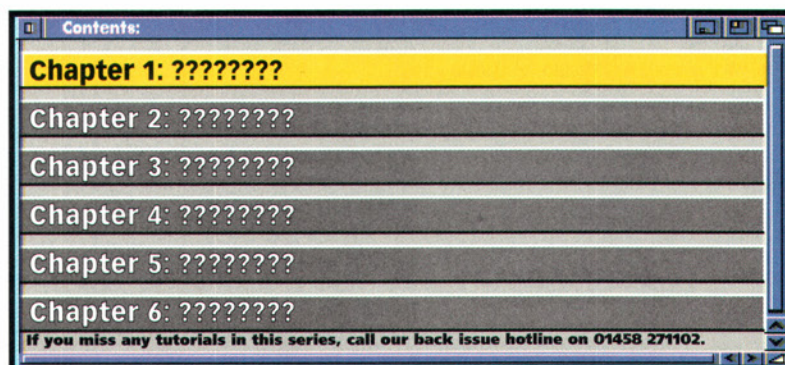 Contents:
Chapter 1: ????????
Chapter 2: ????????
Chapter 3: ????????
Chapter 4: ????????
Chapter 5: ????????
Chapter 6: ????????
If you miss any tutorials in this series, call our back issue hotline on 01458 271102.